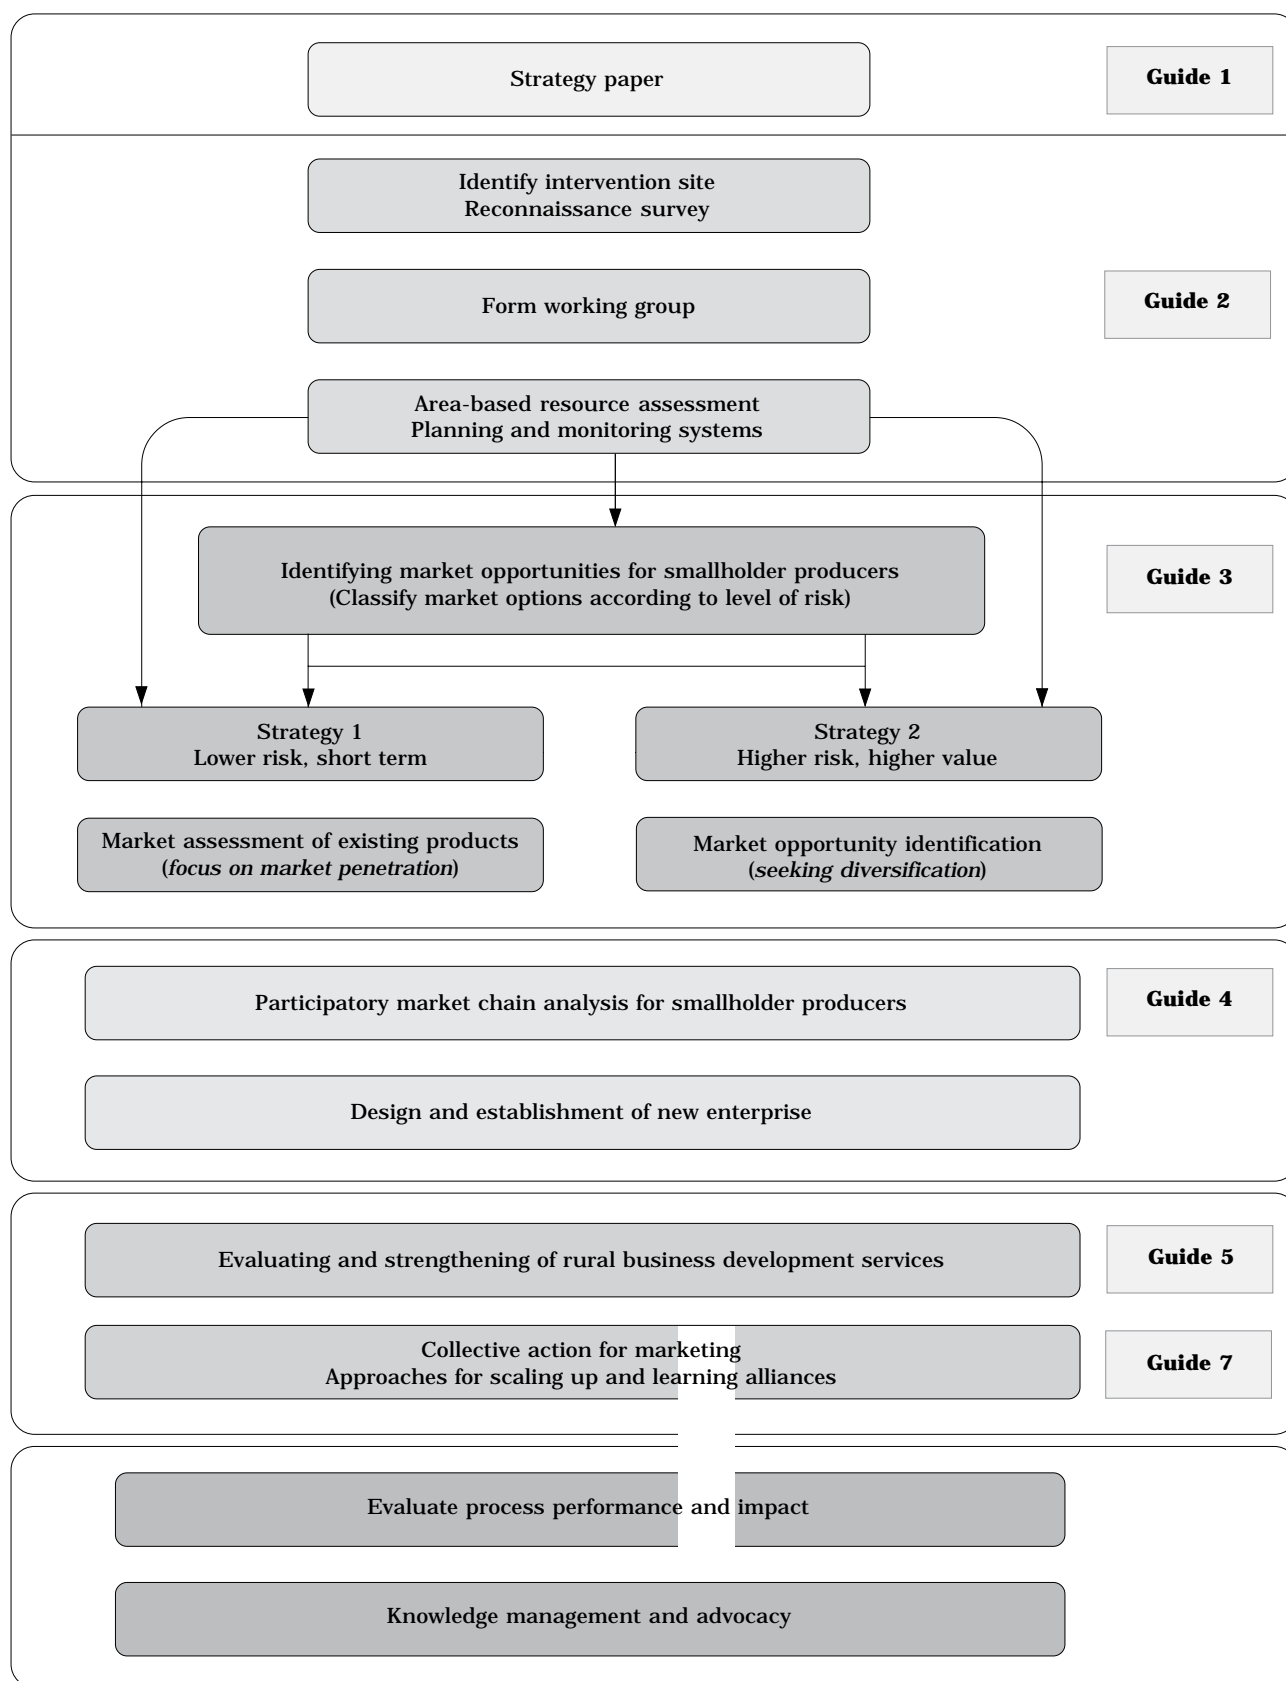 Strategy paper
Guide 1
Identify intervention site
Reconnaissance survey
Form working group
Guide 2
Area-based resource assessment
Planning and monitoring systems
Identifying market opportunities for smallholder producers
(Classify market options according to level of risk)
Guide 3
Strategy 1
Lower risk, short term
Strategy 2
Higher risk, higher value
Market assessment of existing products
(focus on market penetration)
Market opportunity identification
(seeking diversification)
Participatory market chain analysis for smallholder producers
Guide 4
Design and establishment of new enterprise
Evaluating and strengthening of rural business development services
Guide 5
Collective action for marketing
Approaches for scaling up and learning alliances
Guide 7
Evaluate process performance and impact
Knowledge management and advocacy